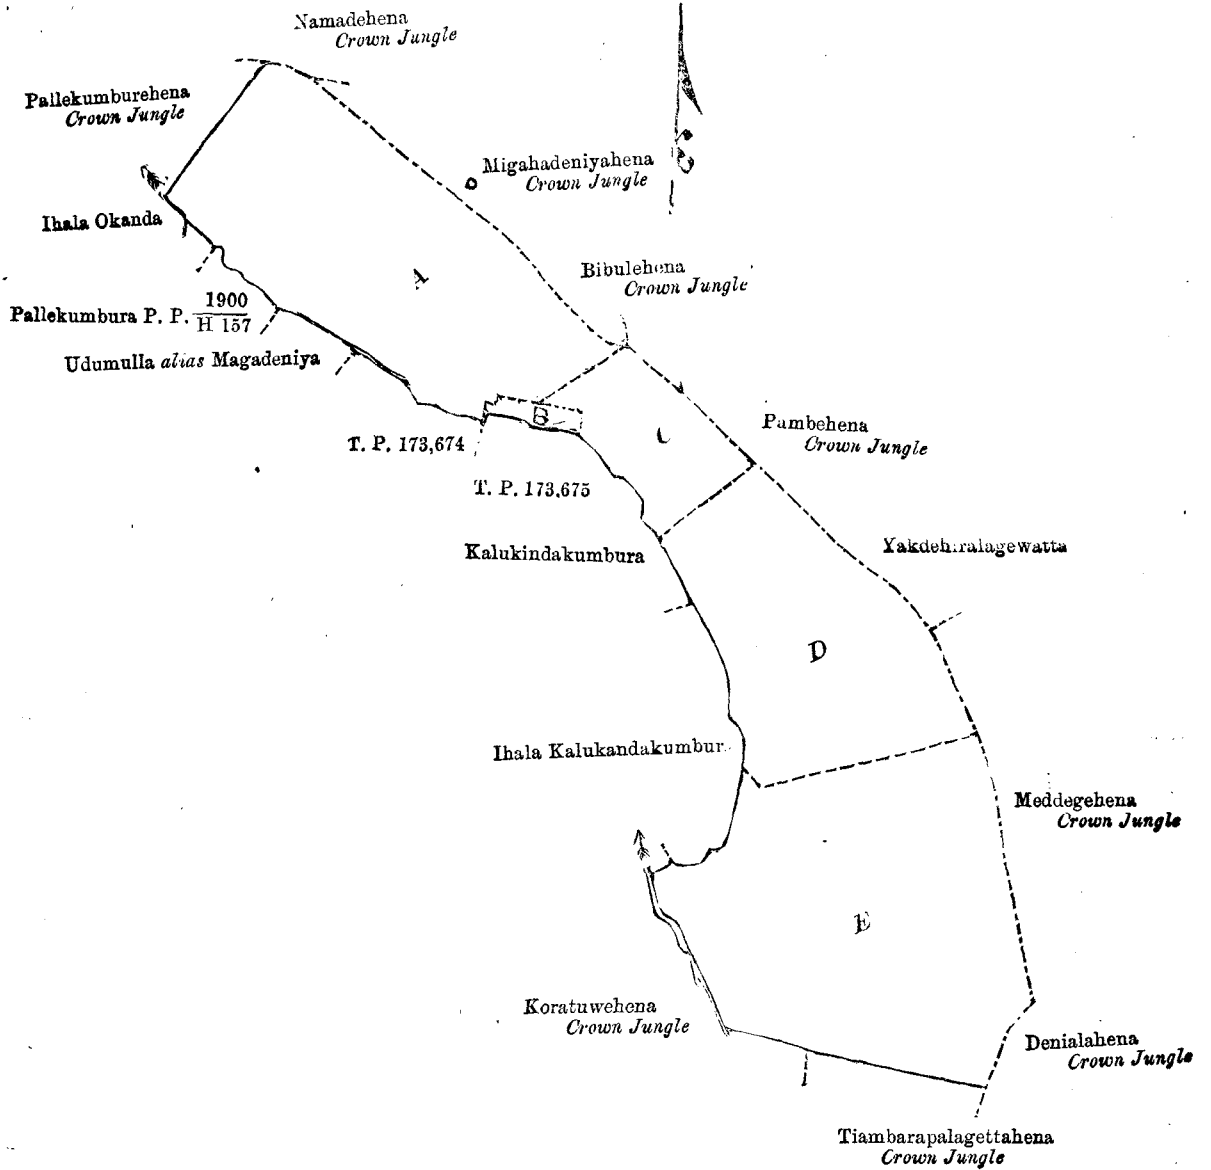 Namadehena
Crown Jungle
Pallekumburehena
Crown Jungle
Migahadeniyahena
Crown Jungle
Ihala Okanda
A
Bibulehena
Crown Jungle
Pallekumbura P. P. 1900
H 157
Udumulla alias Magadeniya
B
C
Pambehena
Crown Jungle
T. P. 173,674
T. P. 173,675
Kalukindakumbura
D
Ihala Kalukandakumbur
Meddegehena
Crown Jungle
E
Koratuwehena
Crown Jungle
Denialahena
Crown Jungle
Tiambarapalagettahena
Crown Jungle